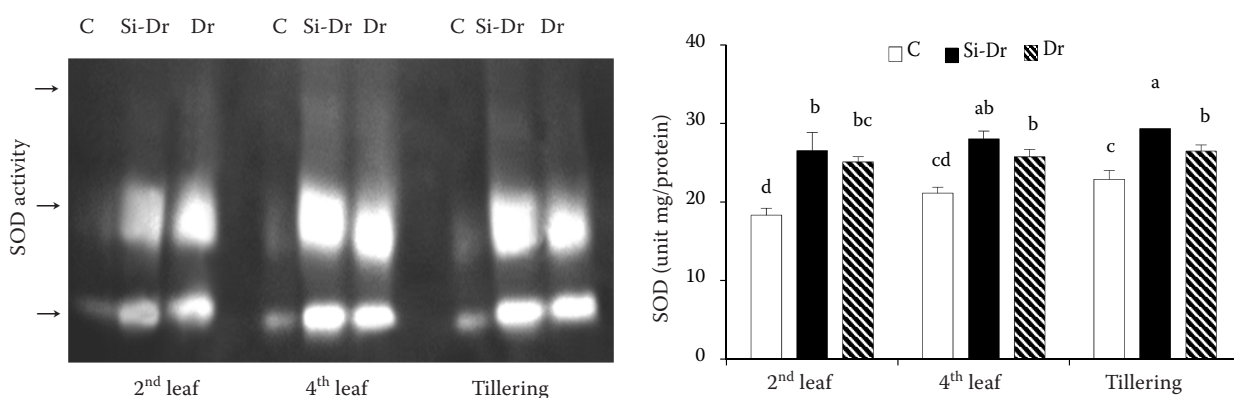 C Si-Dr Dr C Si-Dr Dr C Si-Dr Dr
SOD activity
2nd leaf 4th leaf Tillering
SOD (unit mg/protein)
40
30
20
10
0
C Si-Dr Dr
d b bc cd ab b c a b
2nd leaf 4th leaf Tillering